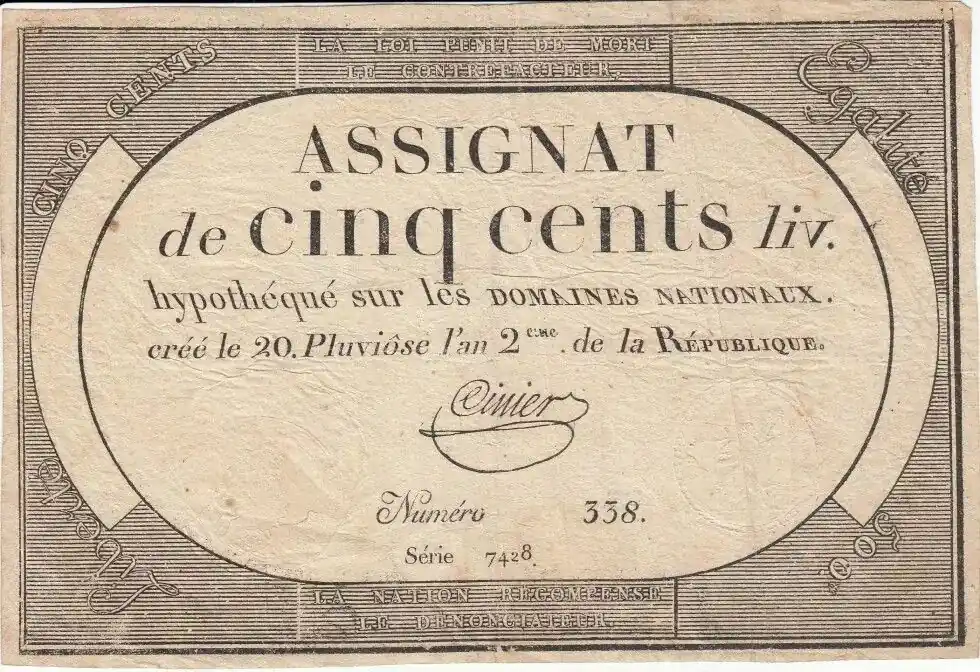 LA LOI PUNIT DE MORT
LE CONTREFACTEUR.
CINQ CENTS
Egalité
ASSIGNAT
de cinq cents liv.
hypothéqué sur les DOMAINES NATIONAUX.
créé le 20. Pluviôse l'an 2eme. de la RÉPUBLIQUE.
Numéro 338.
Série 7428.
Liberté
500.
LA NATION RECOMPENSE
LE DENONCIATEUR.